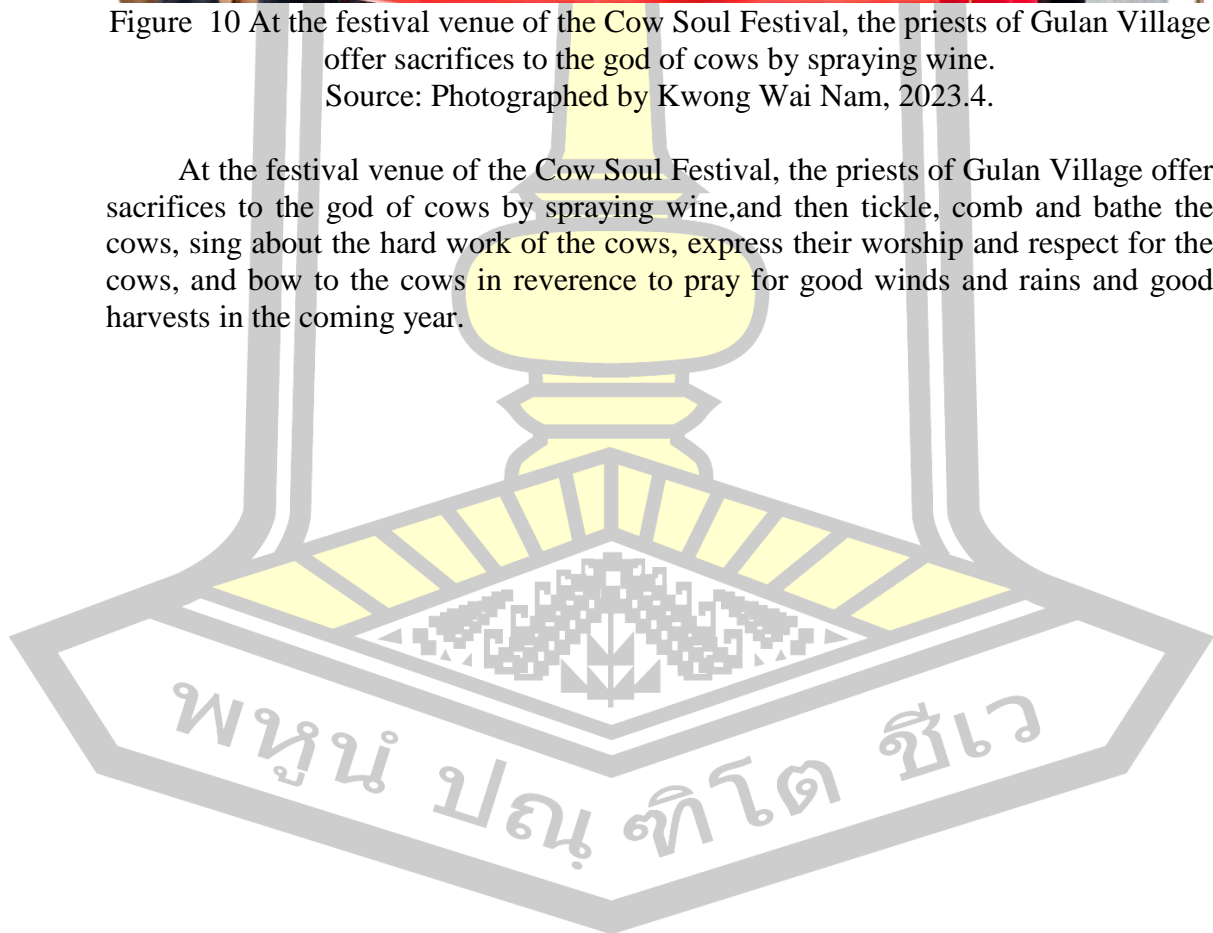 Figure  10 At the festival venue of the Cow Soul Festival, the priests of Gulan Village
offer sacrifices to the god of cows by spraying wine.
Source: Photographed by Kwong Wai Nam, 2023.4.
At the festival venue of the Cow Soul Festival, the priests of Gulan Village offer
sacrifices to the god of cows by spraying wine,and then tickle, comb and bathe the
cows, sing about the hard work of the cows, express their worship and respect for the
cows, and bow to the cows in reverence to pray for good winds and rains and good
harvests in the coming year.
พหูนํ ปณฺฑิโต ชีเว